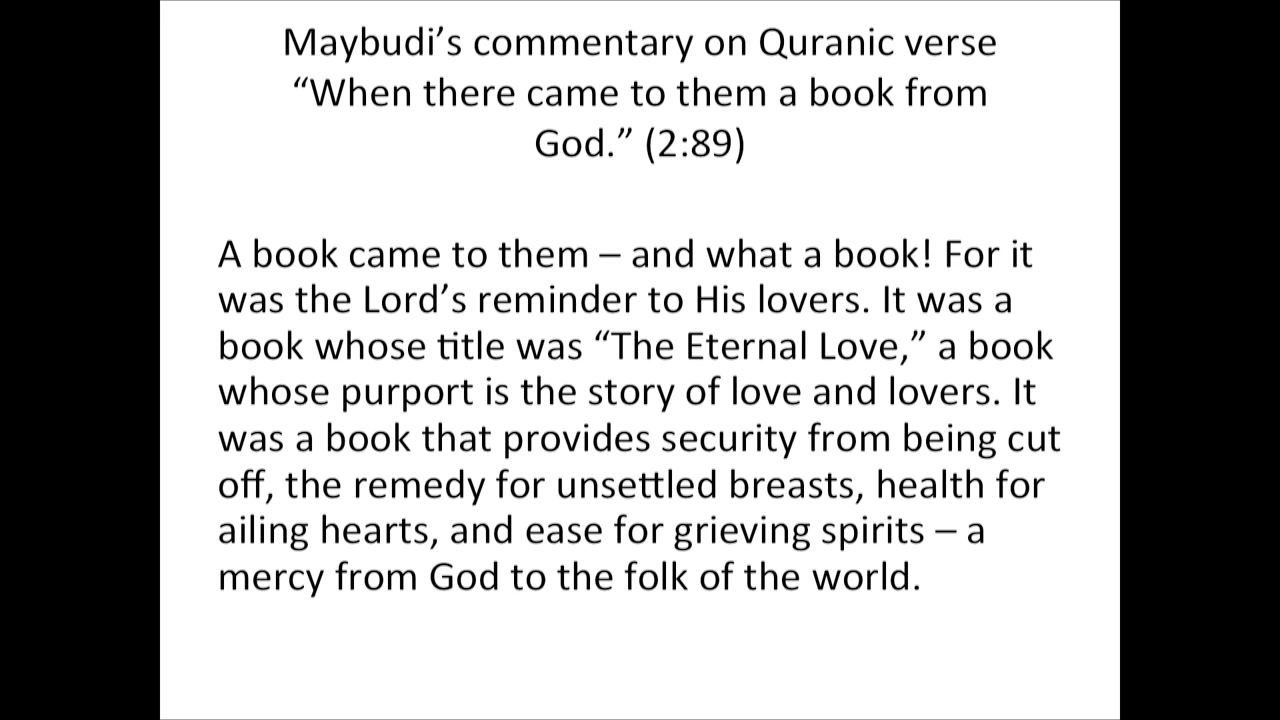 Maybudi’s commentary on Quranic verse
“When there came to them a book from
God.” (2:89)
A book came to them – and what a book! For it
was the Lord’s reminder to His lovers. It was a
book whose title was “The Eternal Love,” a book
whose purport is the story of love and lovers. It
was a book that provides security from being cut
off, the remedy for unsettled breasts, health for
ailing hearts, and ease for grieving spirits – a
mercy from God to the folk of the world.